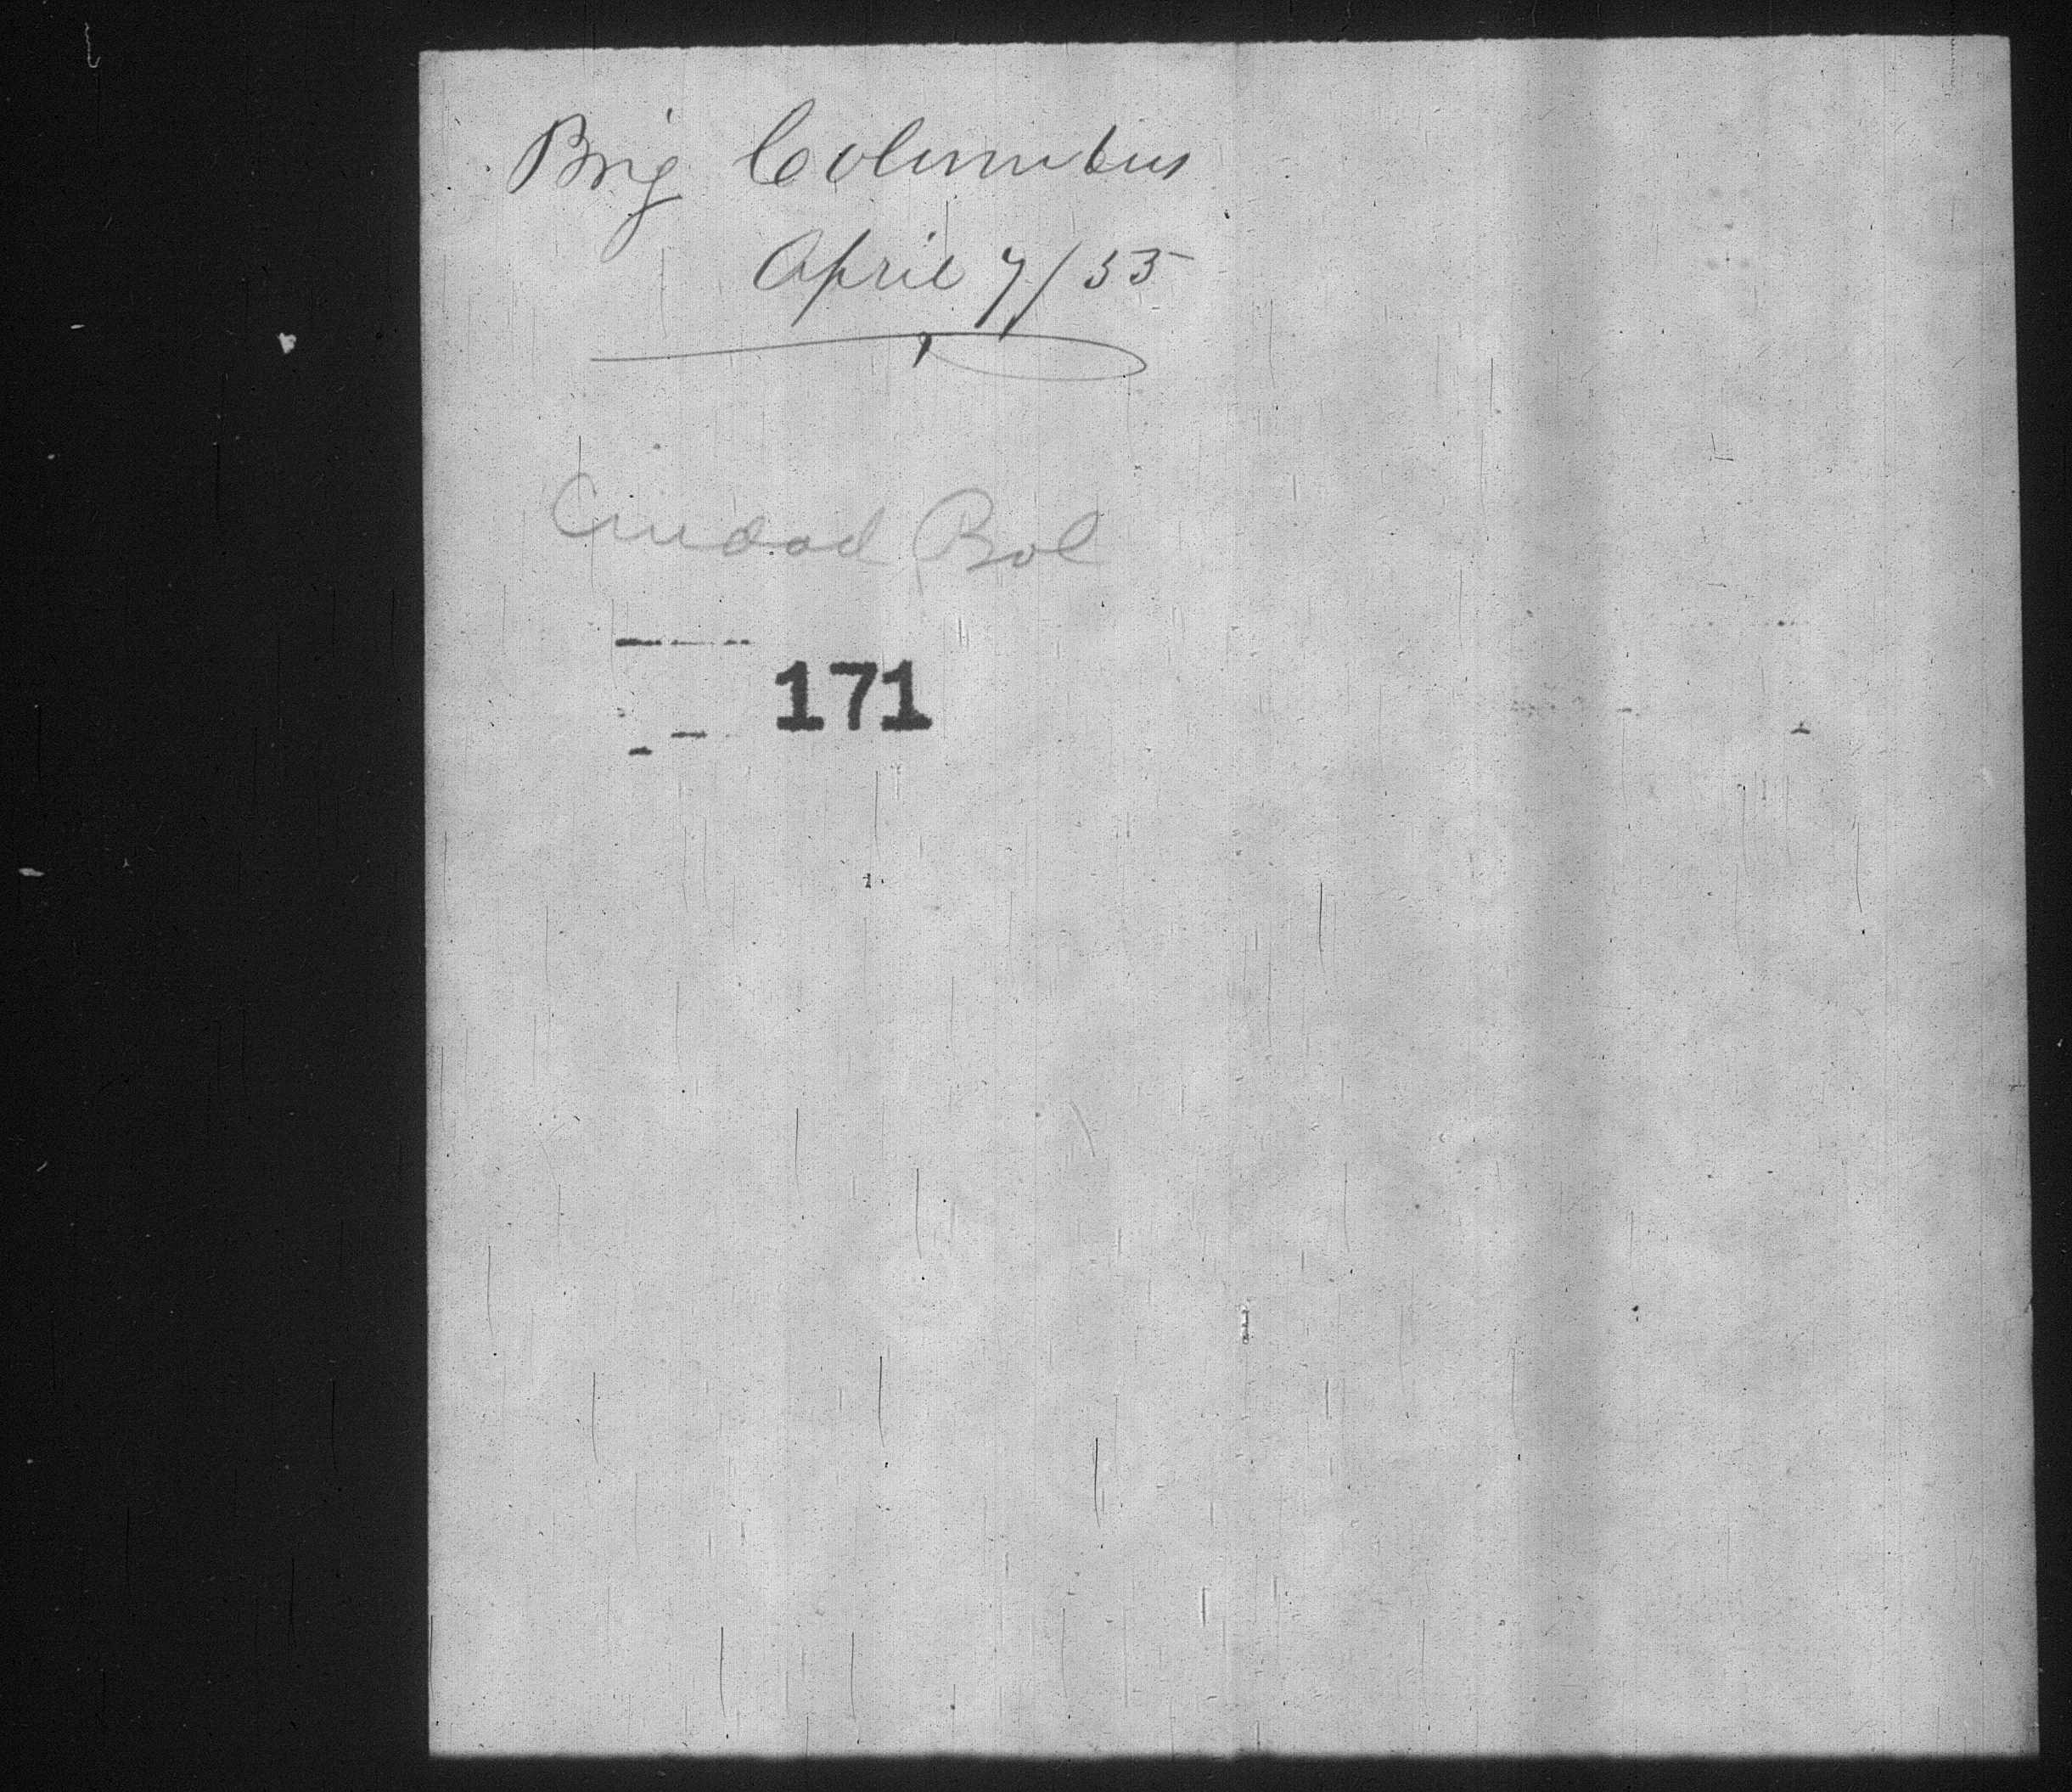 Brig Columbus
April 7/55
Ciudad Bol
171